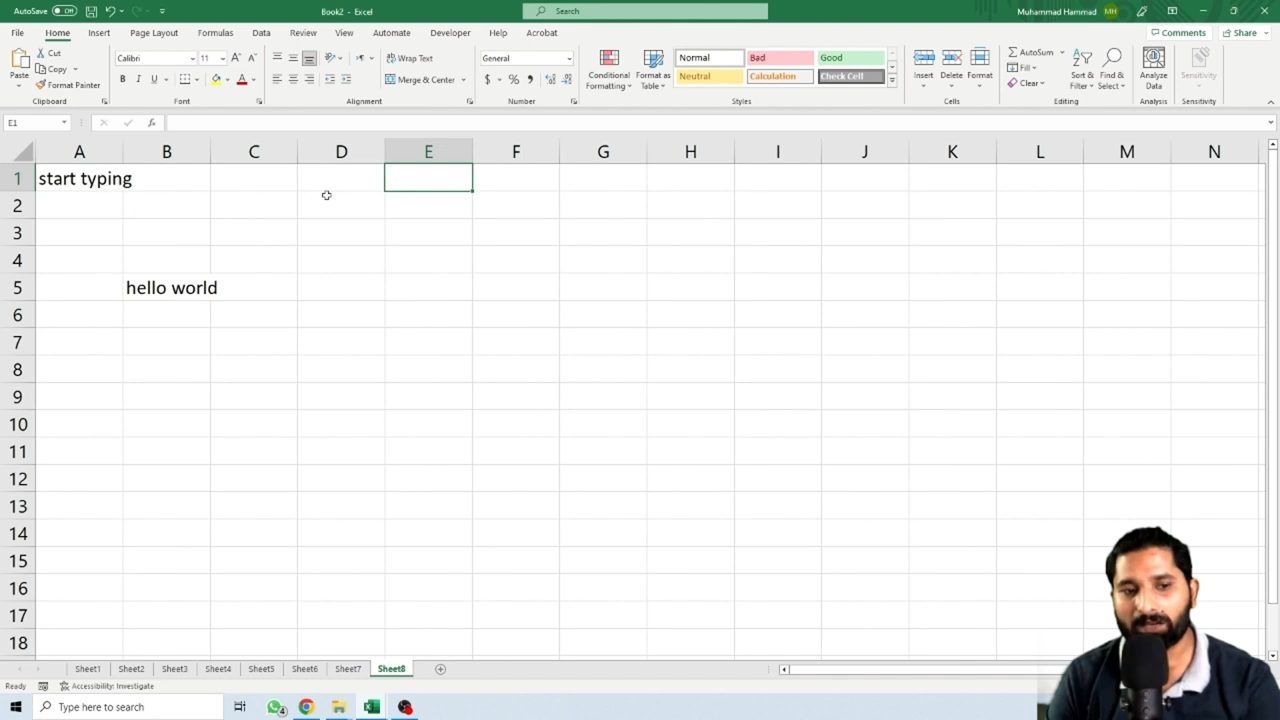 AutoSave Off Book2 - Excel Search Muhammad Hammad MH
File Home Insert Page Layout Formulas Data Review View Automate Developer Help Acrobat Comments Share
Paste Cut Copy Format Painter
Calibri 11
B I U
Wrap Text
Merge & Center
General
$ %
Conditional Formatting Format as Table
Normal Bad Good
Neutral Calculation Check Cell
Insert Delete Format
AutoSum
Fill
Clear
Sort & Filter Find & Select
Analyze Data
Sensitivity
Clipboard Font Alignment Number Styles Cells Editing Analysis Sensitivity
E1 fx
A B C D E F G H I J K L M N
1 start typing
2
3
4
5 hello world
6
7
8
9
10
11
12
13
14
15
16
17
18
Sheet1 Sheet2 Sheet3 Sheet4 Sheet5 Sheet6 Sheet7 Sheet8
Ready Accessibility: Investigate
Type here to search 4